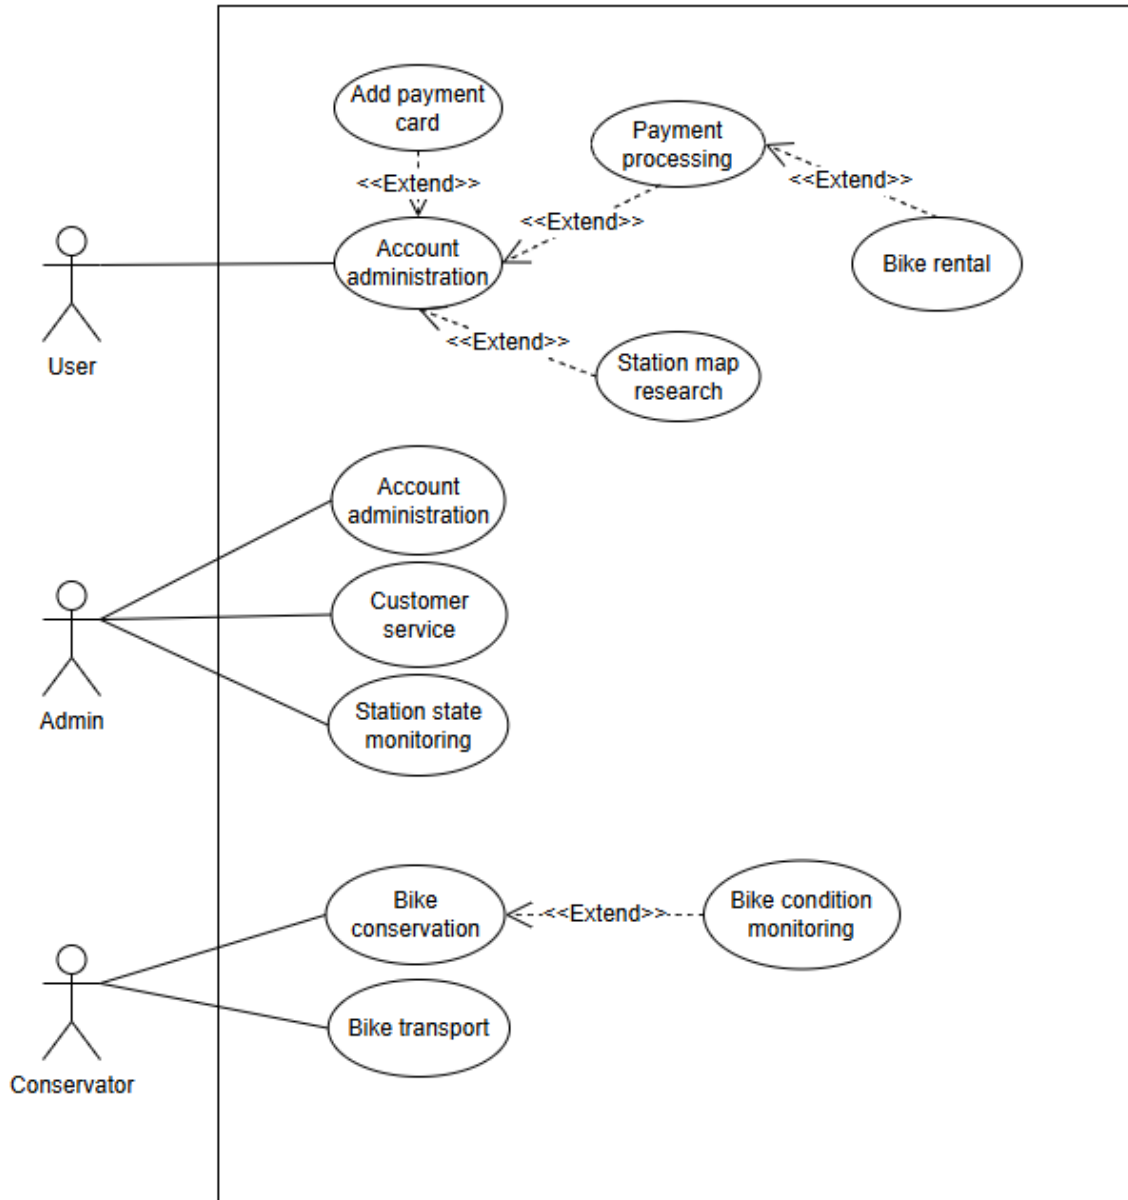 Add payment
card
Payment
processing
<<Extend>>
<<Extend>>
<<Extend>>
Account
administration
Bike rental
User
<<Extend>>
Station map
research
Account
administration
Customer
service
Admin
Station state
monitoring
Bike
conservation
<<Extend>>
Bike condition
monitoring
Bike transport
Conservator